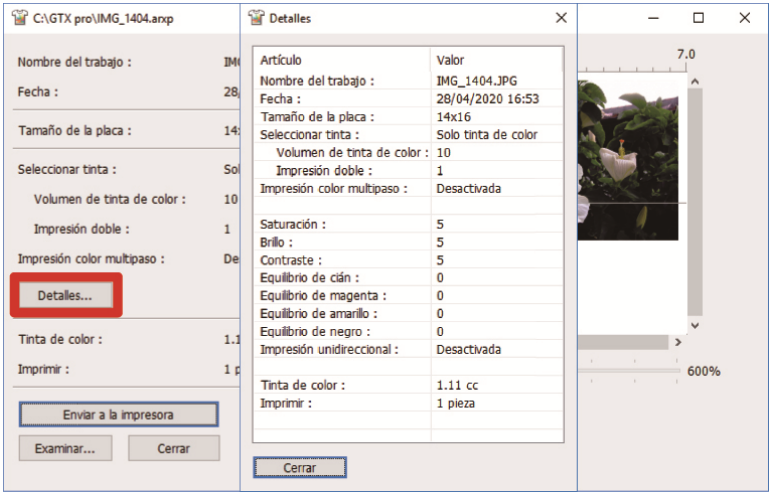 C:\GTX pro\IMG_1404.arxp
Nombre del trabajo :
Fecha :
Tamaño de la placa :
Seleccionar tinta :
Volumen de tinta de color : 10
Impresión doble : 1
Impresión color multipaso :
Detalles...
Tinta de color :
Imprimir :
Enviar a la impresora
Examinar... Cerrar
Detalles
Artículo Valor
Nombre del trabajo : IMG_1404.JPG
Fecha : 28/04/2020 16:53
Tamaño de la placa : 14x16
Seleccionar tinta : Solo tinta de color
Volumen de tinta de color : 10
Impresión doble : 1
Impresión color multipaso : Desactivada
Saturación : 5
Brillo : 5
Contraste : 5
Equilibrio de cián : 0
Equilibrio de magenta : 0
Equilibrio de amarillo : 0
Equilibrio de negro : 0
Impresión unidireccional : Desactivada
Tinta de color : 1.11 cc
Imprimir : 1 pieza
Cerrar
7.0
600%